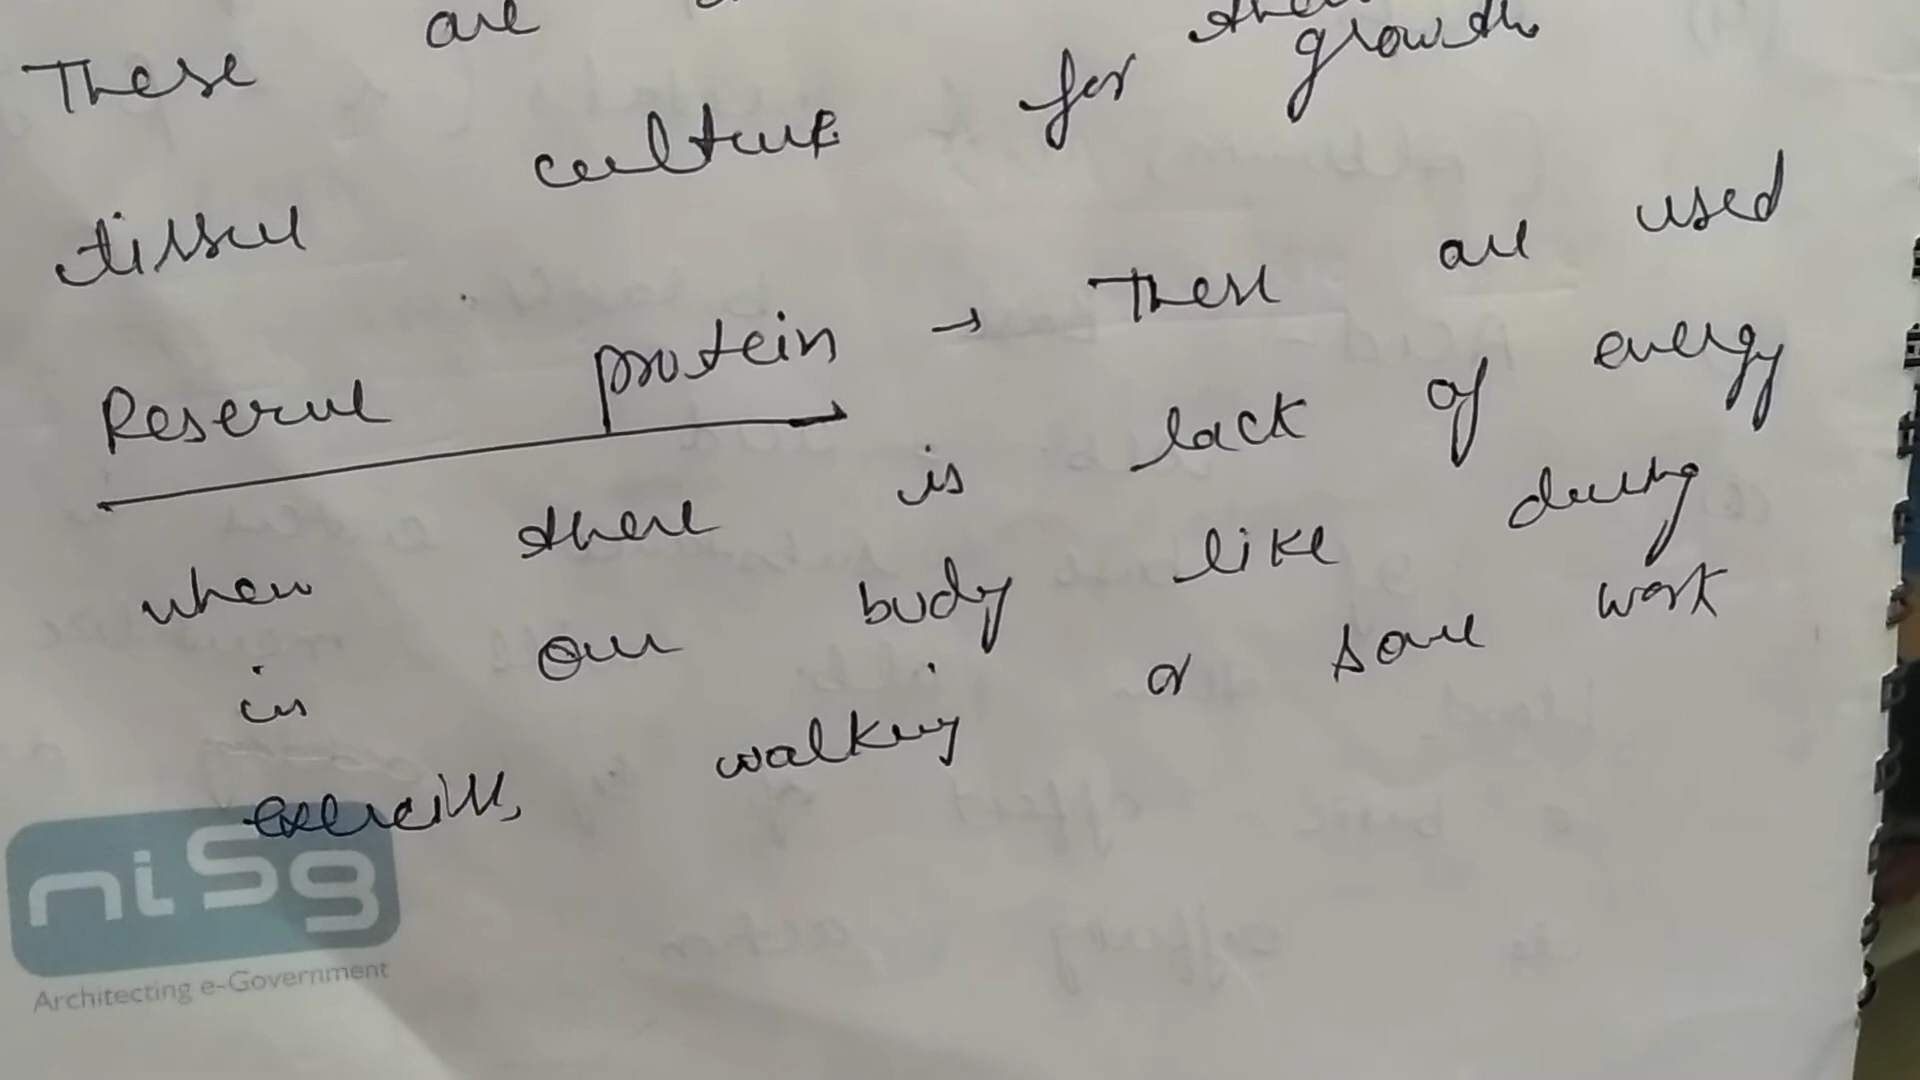 These are
tissue culture for their growth
Reserve protein → These are used
when there is lack of energy
in our body like during
exercise, walking or some work
niSg
Architecting e-Government